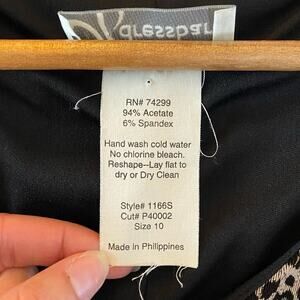 dressbar
RN# 74299
94% Acetate
6% Spandex
Hand wash cold water
No chlorine bleach.
Reshape--Lay flat to
dry or Dry Clean
Style# 1166S
Cut# P40002
Size 10
Made in Philippines